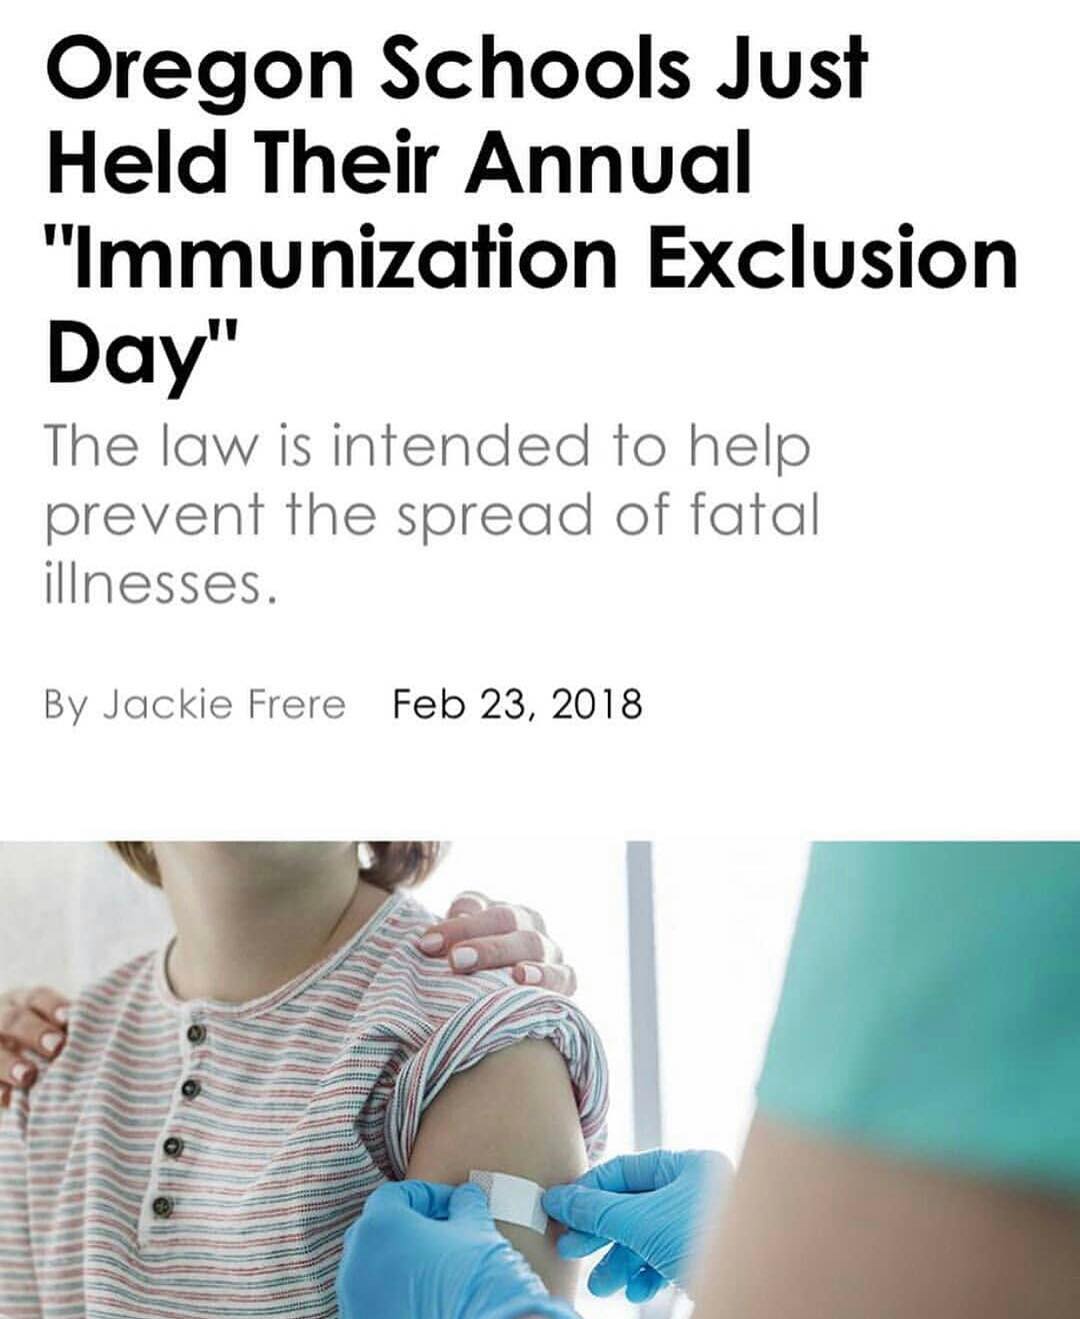 Oregon Schools Just
Held Their Annual
"Immunization Exclusion
Day"
The law is intended to help
prevent the spread of fatal
illnesses.
By Jackie Frere Feb 23, 2018